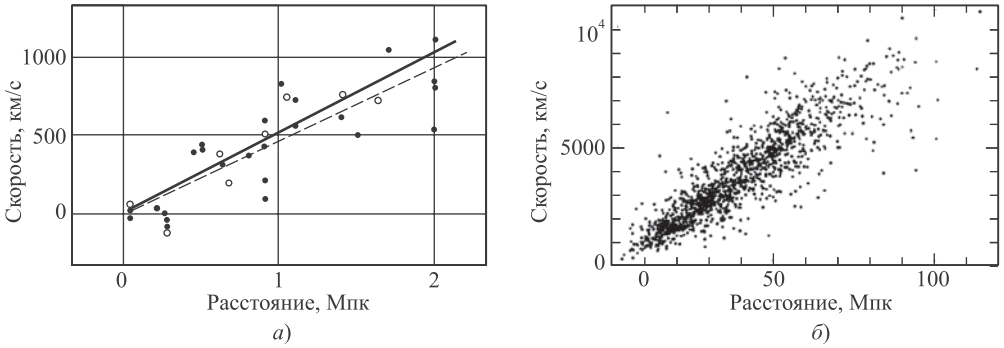 Скорость, км/с
1000
500
0
0 1 2
Расстояние, Мпк
а)
Скорость, км/с
10⁴
5000
0
0 50 100
Расстояние, Мпк
б)